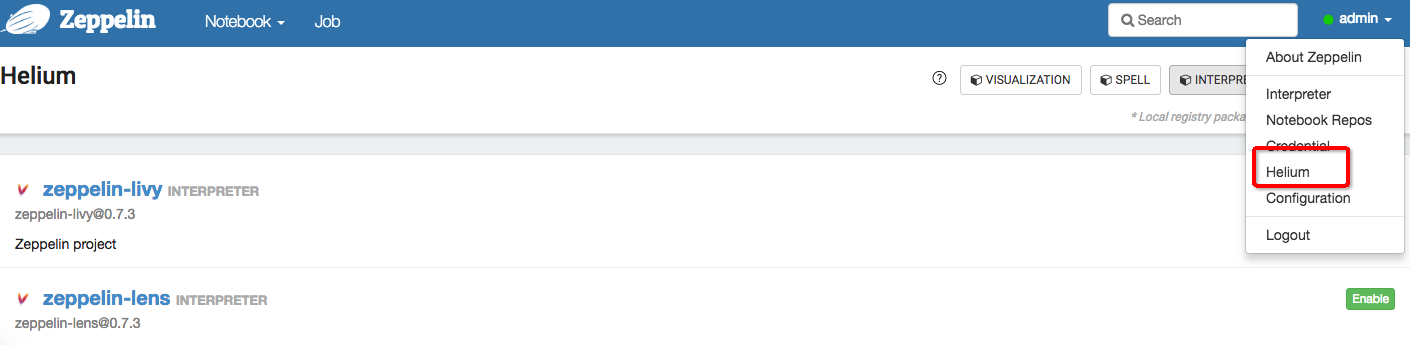 Zeppelin Notebook Job Search admin
About Zeppelin
Interpreter
Notebook Repos
Credential
Helium
Configuration
Logout
Helium
VISUALIZATION SPELL INTERPRE
* Local registry packa
zeppelin-livy INTERPRETER
zeppelin-livy@0.7.3
Zeppelin project
zeppelin-lens INTERPRETER
Enable
zeppelin-lens@0.7.3